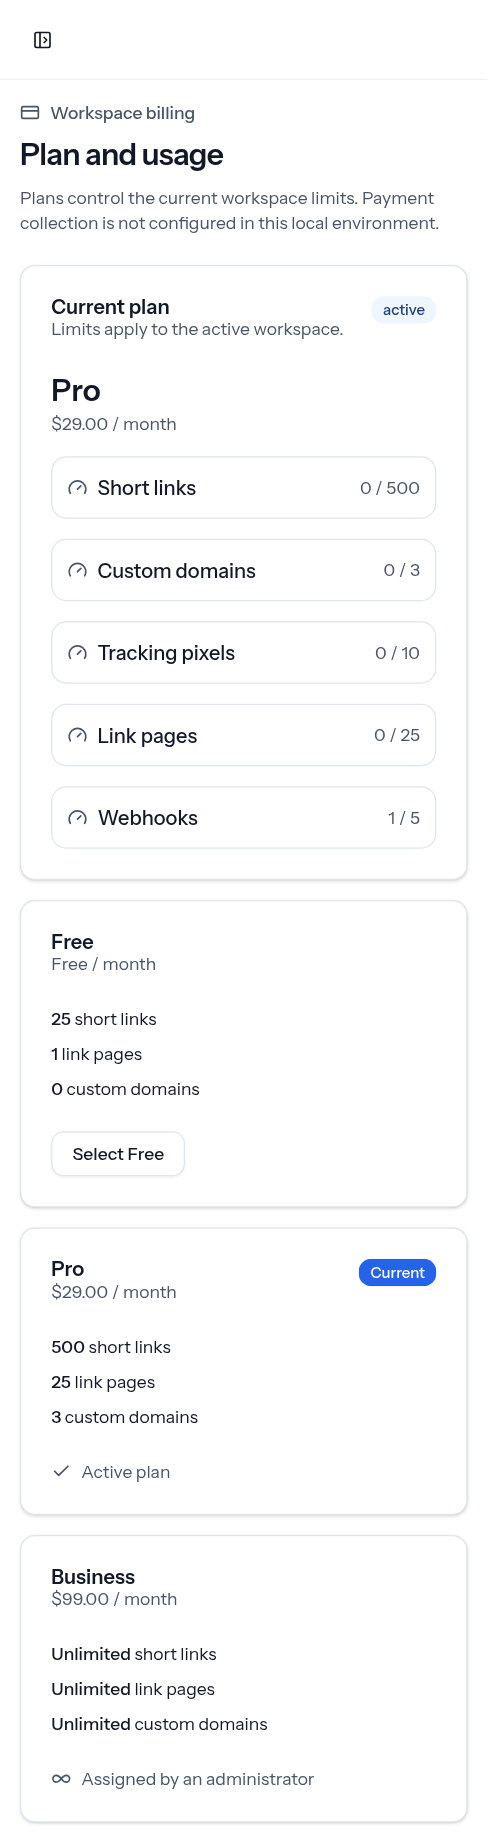 Workspace billing
Plan and usage
Plans control the current workspace limits. Payment
collection is not configured in this local environment.
Current plan
active
Limits apply to the active workspace.
Pro
$29.00 / month
Short links 0 / 500
Custom domains 0 / 3
Tracking pixels 0 / 10
Link pages 0 / 25
Webhooks 1 / 5
Free
Free / month
25 short links
1 link pages
0 custom domains
Select Free
Pro
Current
$29.00 / month
500 short links
25 link pages
3 custom domains
Active plan
Business
$99.00 / month
Unlimited short links
Unlimited link pages
Unlimited custom domains
Assigned by an administrator